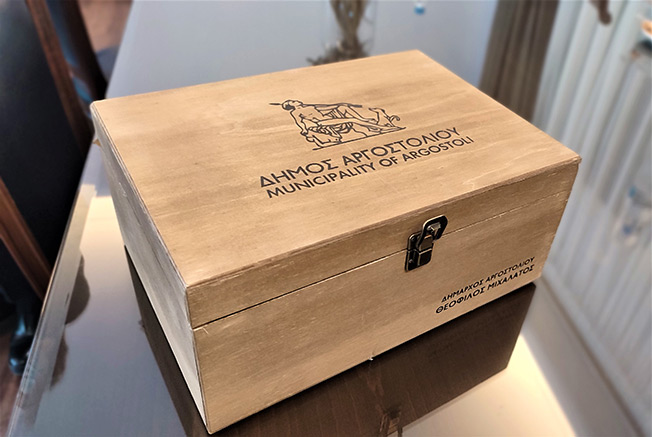 ΔΗΜΟΣ ΑΡΓΟΣΤΟΛΙΟΥ
MUNICIPALITY OF ARGOSTOLI
ΔΗΜΑΡΧΟΣ ΑΡΓΟΣΤΟΛΙΟΥ
ΘΕΟΦΙΛΟΣ ΜΙΧΑΛΑΤΟΣ